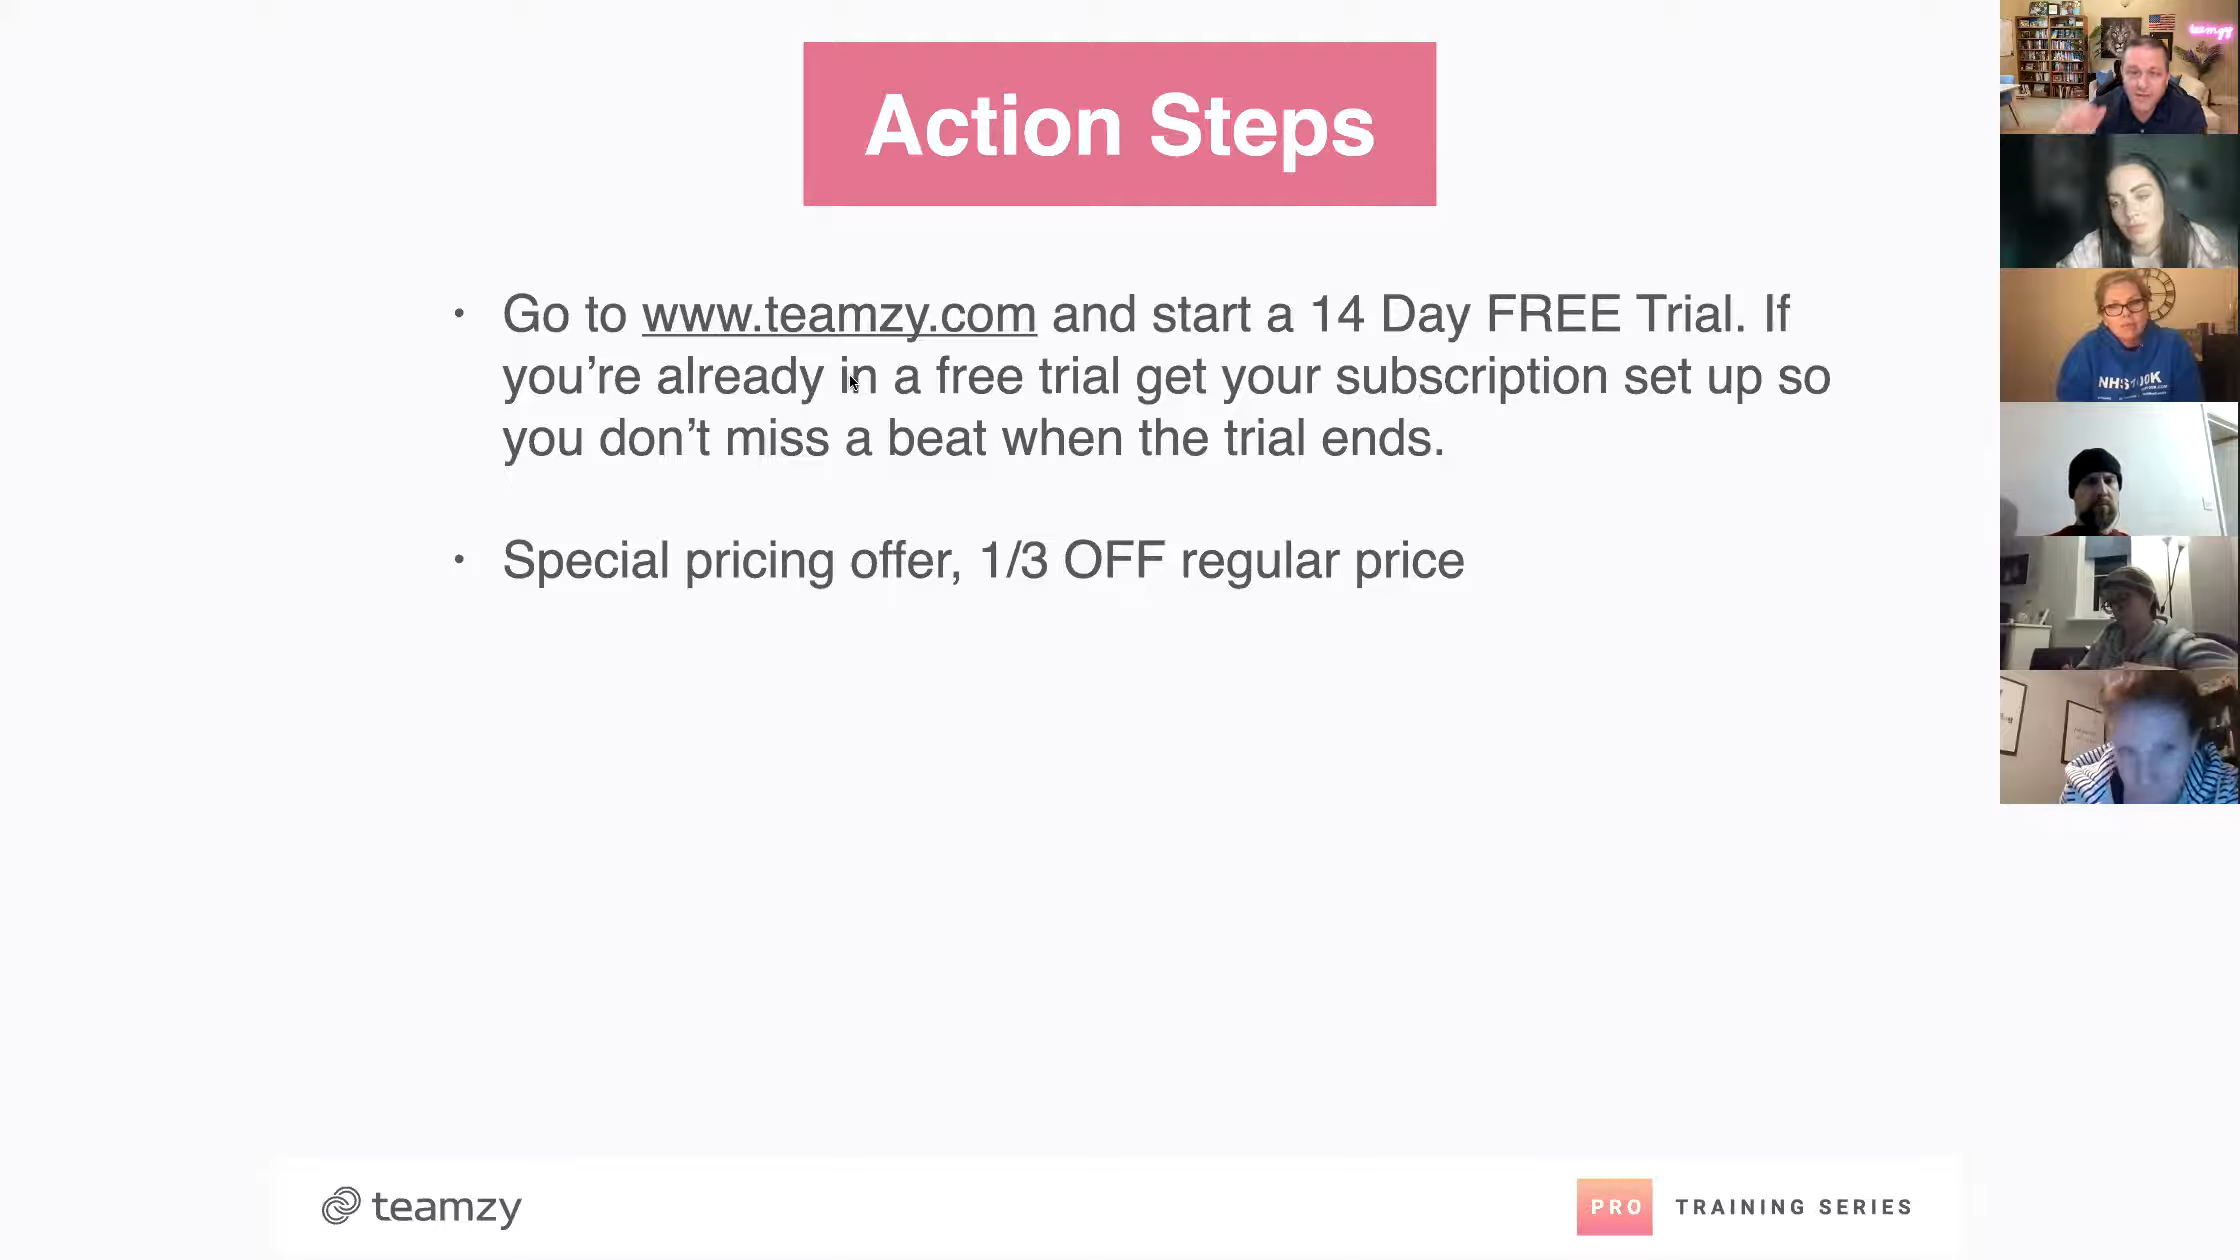 Action Steps
• Go to www.teamzy.com and start a 14 Day FREE Trial. If
you’re already in a free trial get your subscription set up so
you don’t miss a beat when the trial ends.
• Special pricing offer, 1/3 OFF regular price
teamzy
teamzy
PRO TRAINING SERIES